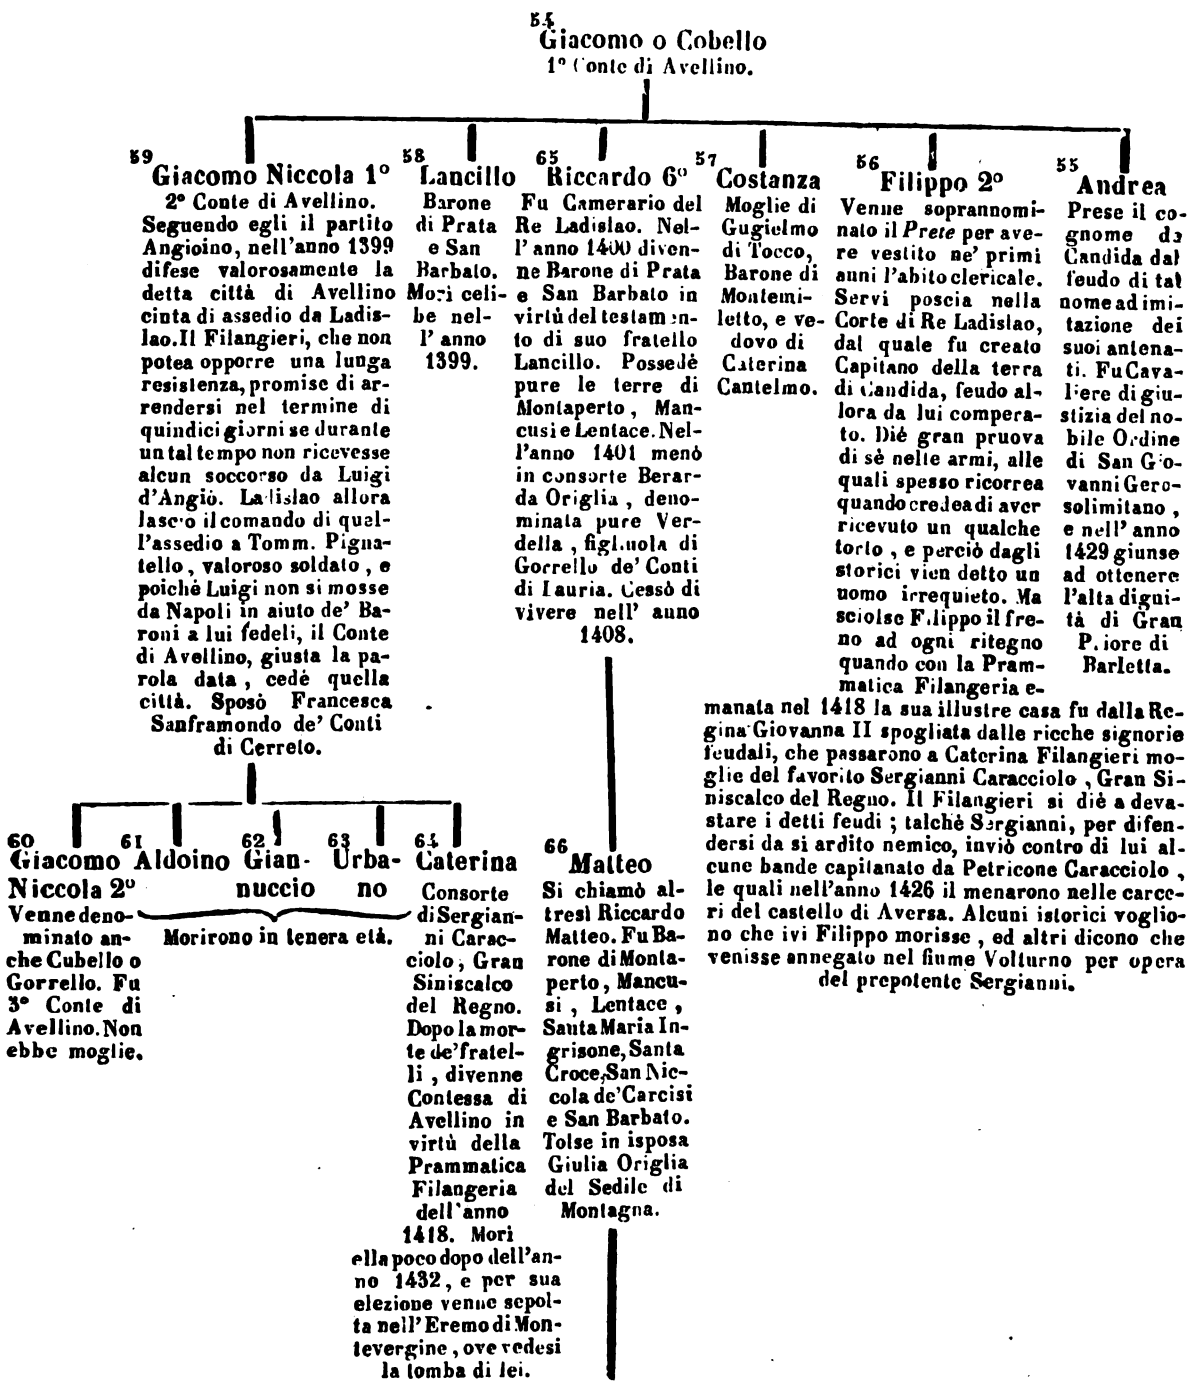 54
Giacomo o Cobello
1º Conte di Avellino.
59
Giacomo Niccola 1º
2º Conte di Avellino.
Seguendo egli il partito
Angioino, nell'anno 1399
difese valorosamente la
detta città di Avellino
cinta di assedio da Ladis-
lao. Il Filangieri, che non
potea opporre una lunga
resistenza, promise di ar-
rendersi nel termine di
quindici giorni se durante
un tal tempo non ricevesse
alcun soccorso da Luigi
d'Angiò. Ladislao allora
lasciò il comando di quel-
l'assedio a Tomm. Pigna-
tello, valoroso soldato, e
poichè Luigi non si mosse
da Napoli in aiuto de' Ba-
roni a lui fedeli, il Conte
di Avellino, giusta la pa-
rola data, cedè quella
città. Sposò Francesca
Sanframondo de' Conti
di Cerreto.
58
Lancillo
Barone
di Prata
e San
Barbato.
Morì celi-
be nel-
l' anno
1399.
65
Riccardo 6º
Fu Camerario del
Re Ladislao. Nel-
l' anno 1400 diven-
ne Barone di Prata
e San Barbato in
virtù del testamen-
to di suo fratello
Lancillo. Possedè
pure le terre di
Montaperto, Man-
cusi e Lentace. Nel-
l'anno 1401 menò
in consorte Berar-
da Origlia, deno-
minata pure Ver-
della, figliuola di
Gorrello de' Conti
di Lauria. Cessò di
vivere nell' anno
1408.
57
Costanza
Moglie di
Gugielmo
di Tocco,
Barone di
Montemi-
letto, e ve-
dovo di
Caterina
Cantelmo.
56
Filippo 2º
Venne soprannomi-
nato il Prete per ave-
re vestito ne' primi
anni l'abito clericale.
Servì poscia nella
Corte di Re Ladislao,
dal quale fu creato
Capitano della terra
di Candida, feudo al-
lora da lui compera-
to. Diè gran pruova
di sè nelle armi, alle
quali spesso ricorrea
quando credea di aver
ricevuto un qualche
torto, e perciò dagli
storici vien detto un
uomo irrequieto. Ma
sciolse Filippo il fre-
no ad ogni ritegno
quando con la Pram-
matica Filangeria e-
manata nel 1418 la sua illustre casa fu dalla Re-
gina Giovanna II spogliata dalle ricche signorie
feudali, che passarono a Caterina Filangieri mo-
glie del favorito Sergianni Caracciolo, Gran Si-
niscalco del Regno. Il Filangieri si diè a deva-
stare i detti feudi; talchè Sergianni, per difen-
dersi da sì ardito nemico, inviò contro di lui al-
cune bande capitanato da Petricone Caracciolo,
le quali nell'anno 1426 il menarono nelle carce-
ri del castello di Aversa. Alcuni istorici voglio-
no che ivi Filippo morisse, ed altri dicono che
venisse annegato nel fiume Volturno per opera
del prepotente Sergianni.
55
Andrea
Prese il co-
gnome da
Candida dal
feudo di tal
nome ad imi-
tazione dei
suoi antena-
ti. Fu Cava-
liere di giu-
stizia del no-
bile Ordine
di San Gio-
vanni Gero-
solimitano,
e nell' anno
1429 giunse
ad ottenere
l'alta digni-
tà di Gran
Priore di
Barletta.
60
Giacomo
Niccola 2º
Venne deno-
minato an-
che Cubello o
Gorrello. Fu
3º Conte di
Avellino. Non
ebbe moglie.
61
Aldoino
62
Gian-
nuccio
63
Urba-
no
Morirono in tenera età.
64
Caterina
Consorte
di Sergian-
ni Carac-
ciolo, Gran
Siniscalco
del Regno.
Dopo la mor-
te de' fratel-
li, divenne
Contessa di
Avellino in
virtù della
Prammatica
Filangeria
dell'anno
1418. Morì
ella poco dopo dell'an-
no 1432, e per sua
elezione venne sepol-
ta nell'Eremo di Mon-
tevergine, ove vedesi
la tomba di lei.
66
Matteo
Si chiamò al-
tresì Riccardo
Matteo. Fu Ba-
rone di Monta-
perto, Mancu-
si, Lentace,
Santa Maria In-
grisone, Santa
Croce, San Nic-
cola de'Carcisi
e San Barbato.
Tolse in isposa
Giulia Origlia
del Sedile di
Montagna.